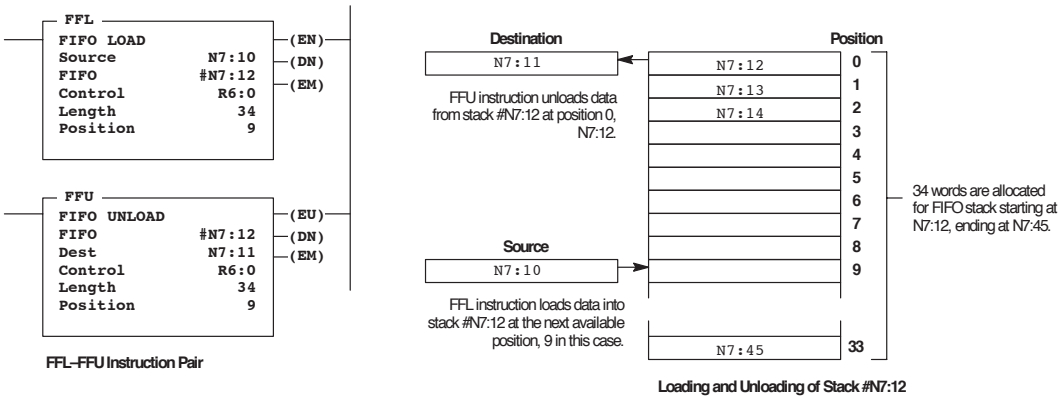 FFL
FIFO LOAD
Source N7:10
FIFO #N7:12
Control R6:0
Length 34
Position 9
(EN)
(DN)
(EM)
FFU
FIFO UNLOAD
FIFO #N7:12
Dest N7:11
Control R6:0
Length 34
Position 9
(EU)
(DN)
(EM)
FFL–FFU Instruction Pair
Destination
N7:11
FFU instruction unloads data
from stack #N7:12 at position 0,
N7:12.
Source
N7:10
FFL instruction loads data into
stack #N7:12 at the next available
position, 9 in this case.
Position
N7:12 0
N7:13 1
N7:14 2
3
4
5
6
7
8
9
N7:45 33
34 words are allocated
for FIFO stack starting at
N7:12, ending at N7:45.
Loading and Unloading of Stack #N7:12